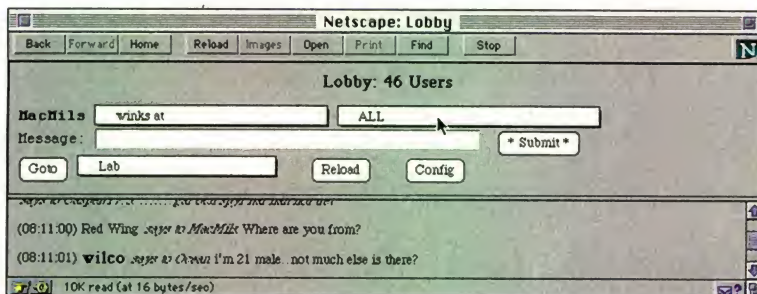 Netscape: Lobby
Back Forward Home Reload Images Open Print Find Stop
N
Lobby: 46 Users
MacMils winks at ALL
Message: * Submit *
Goto Lab Reload Config
(08:11:00) Red Wing says to MacMils Where are you from?
(08:11:01) wilco says to Ocean i'm 21 male..not much else is there?
10K read (at 16 bytes/sec)